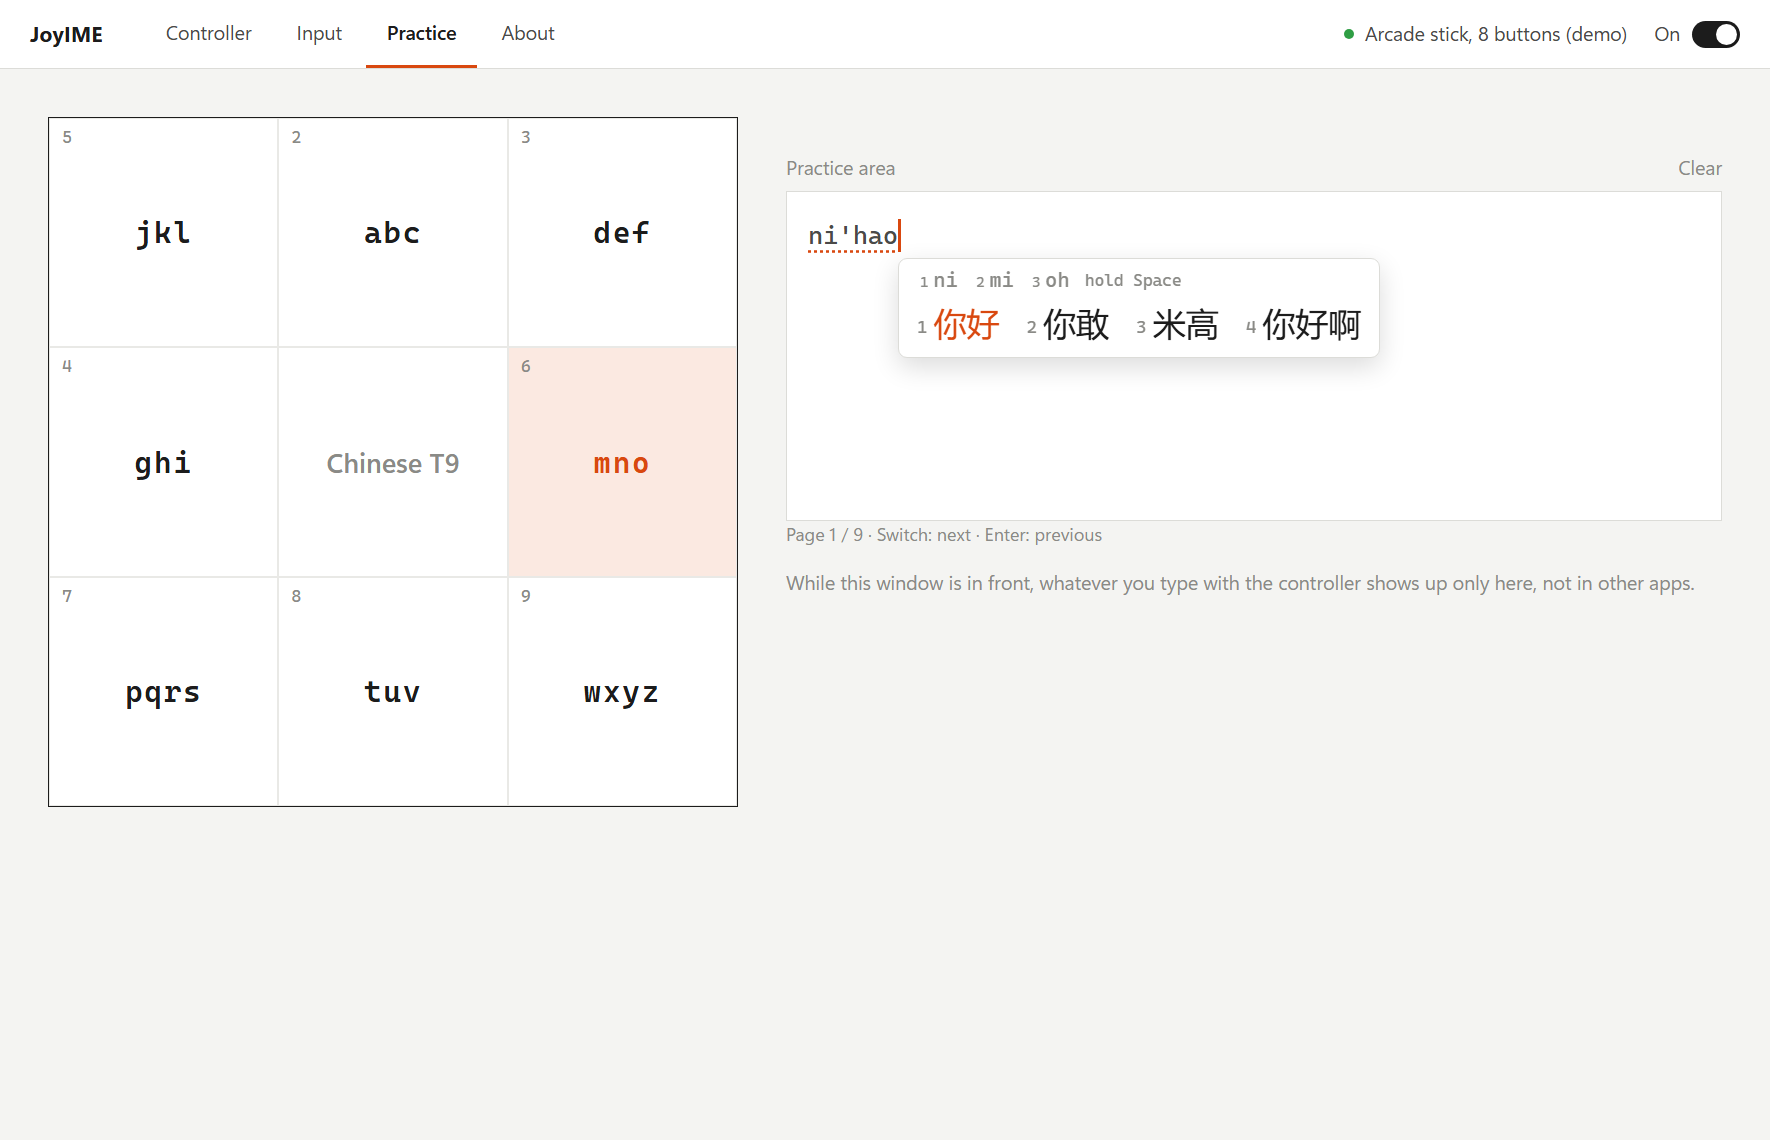 JoyIME Controller Input Practice About Arcade stick, 8 buttons (demo) On
5 2 3
jkl abc def
4 6
ghi Chinese T9 mno
7 8 9
pqrs tuv wxyz
Practice area Clear
ni'hao
1 ni 2 mi 3 oh hold Space
1 你好 2 你敢 3 米高 4 你好啊
Page 1 / 9 · Switch: next · Enter: previous
While this window is in front, whatever you type with the controller shows up only here, not in other apps.